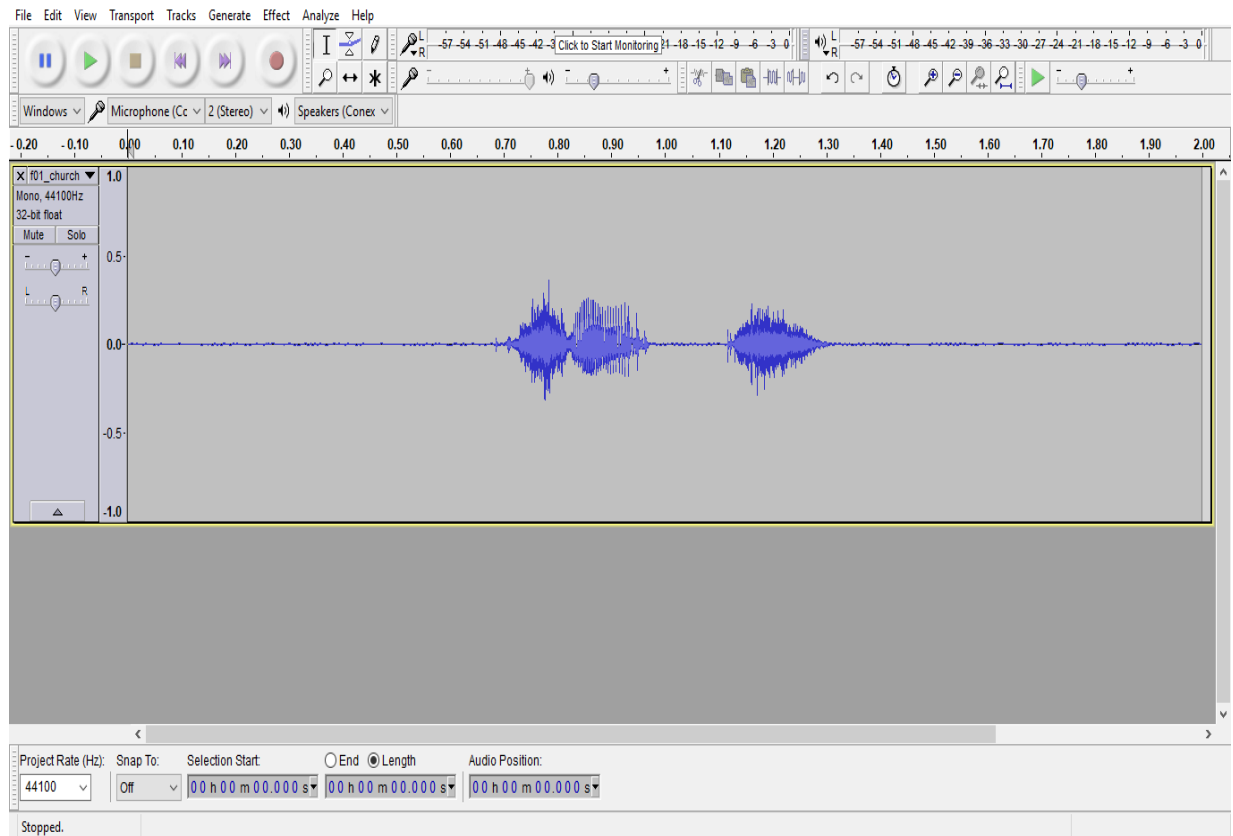 File Edit View Transport Tracks Generate Effect Analyze Help
L R -57 -54 -51 -48 -45 -42 -3 Click to Start Monitoring 21 -18 -15 -12 -9 -6 -3 0 L R -57 -54 -51 -48 -45 -42 -39 -36 -33 -30 -27 -24 -21 -18 -15 -12 -9 -6 -3 0
Windows Microphone (Cc 2 (Stereo) Speakers (Conex
-0.20 -0.10 0.00 0.10 0.20 0.30 0.40 0.50 0.60 0.70 0.80 0.90 1.00 1.10 1.20 1.30 1.40 1.50 1.60 1.70 1.80 1.90 2.00
X f01_church 1.0
Mono, 44100Hz
32-bit float
Mute Solo
- + 0.5
L R
0.0
-0.5
-1.0
Project Rate (Hz): Snap To: Selection Start: End Length Audio Position:
44100 Off 00 h 00 m 00.000 s 00 h 00 m 00.000 s 00 h 00 m 00.000 s
Stopped.